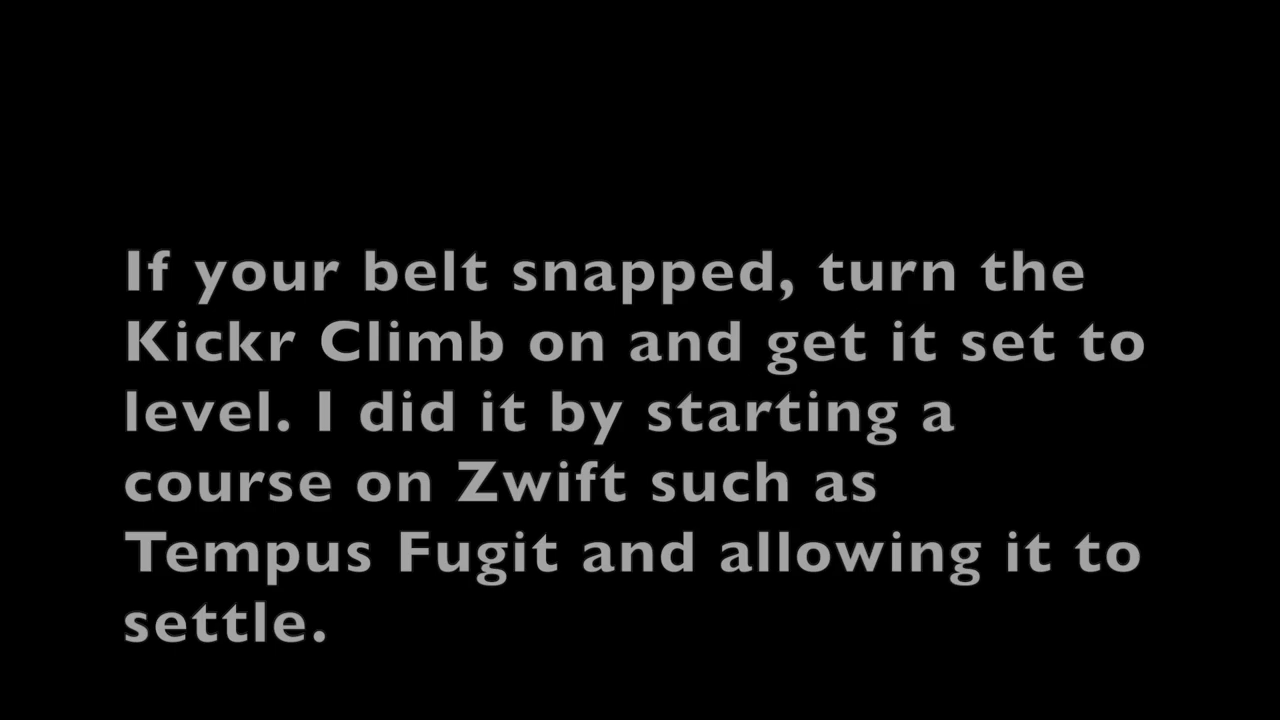 If your belt snapped, turn the
Kickr Climb on and get it set to
level. I did it by starting a
course on Zwift such as
Tempus Fugit and allowing it to
settle.